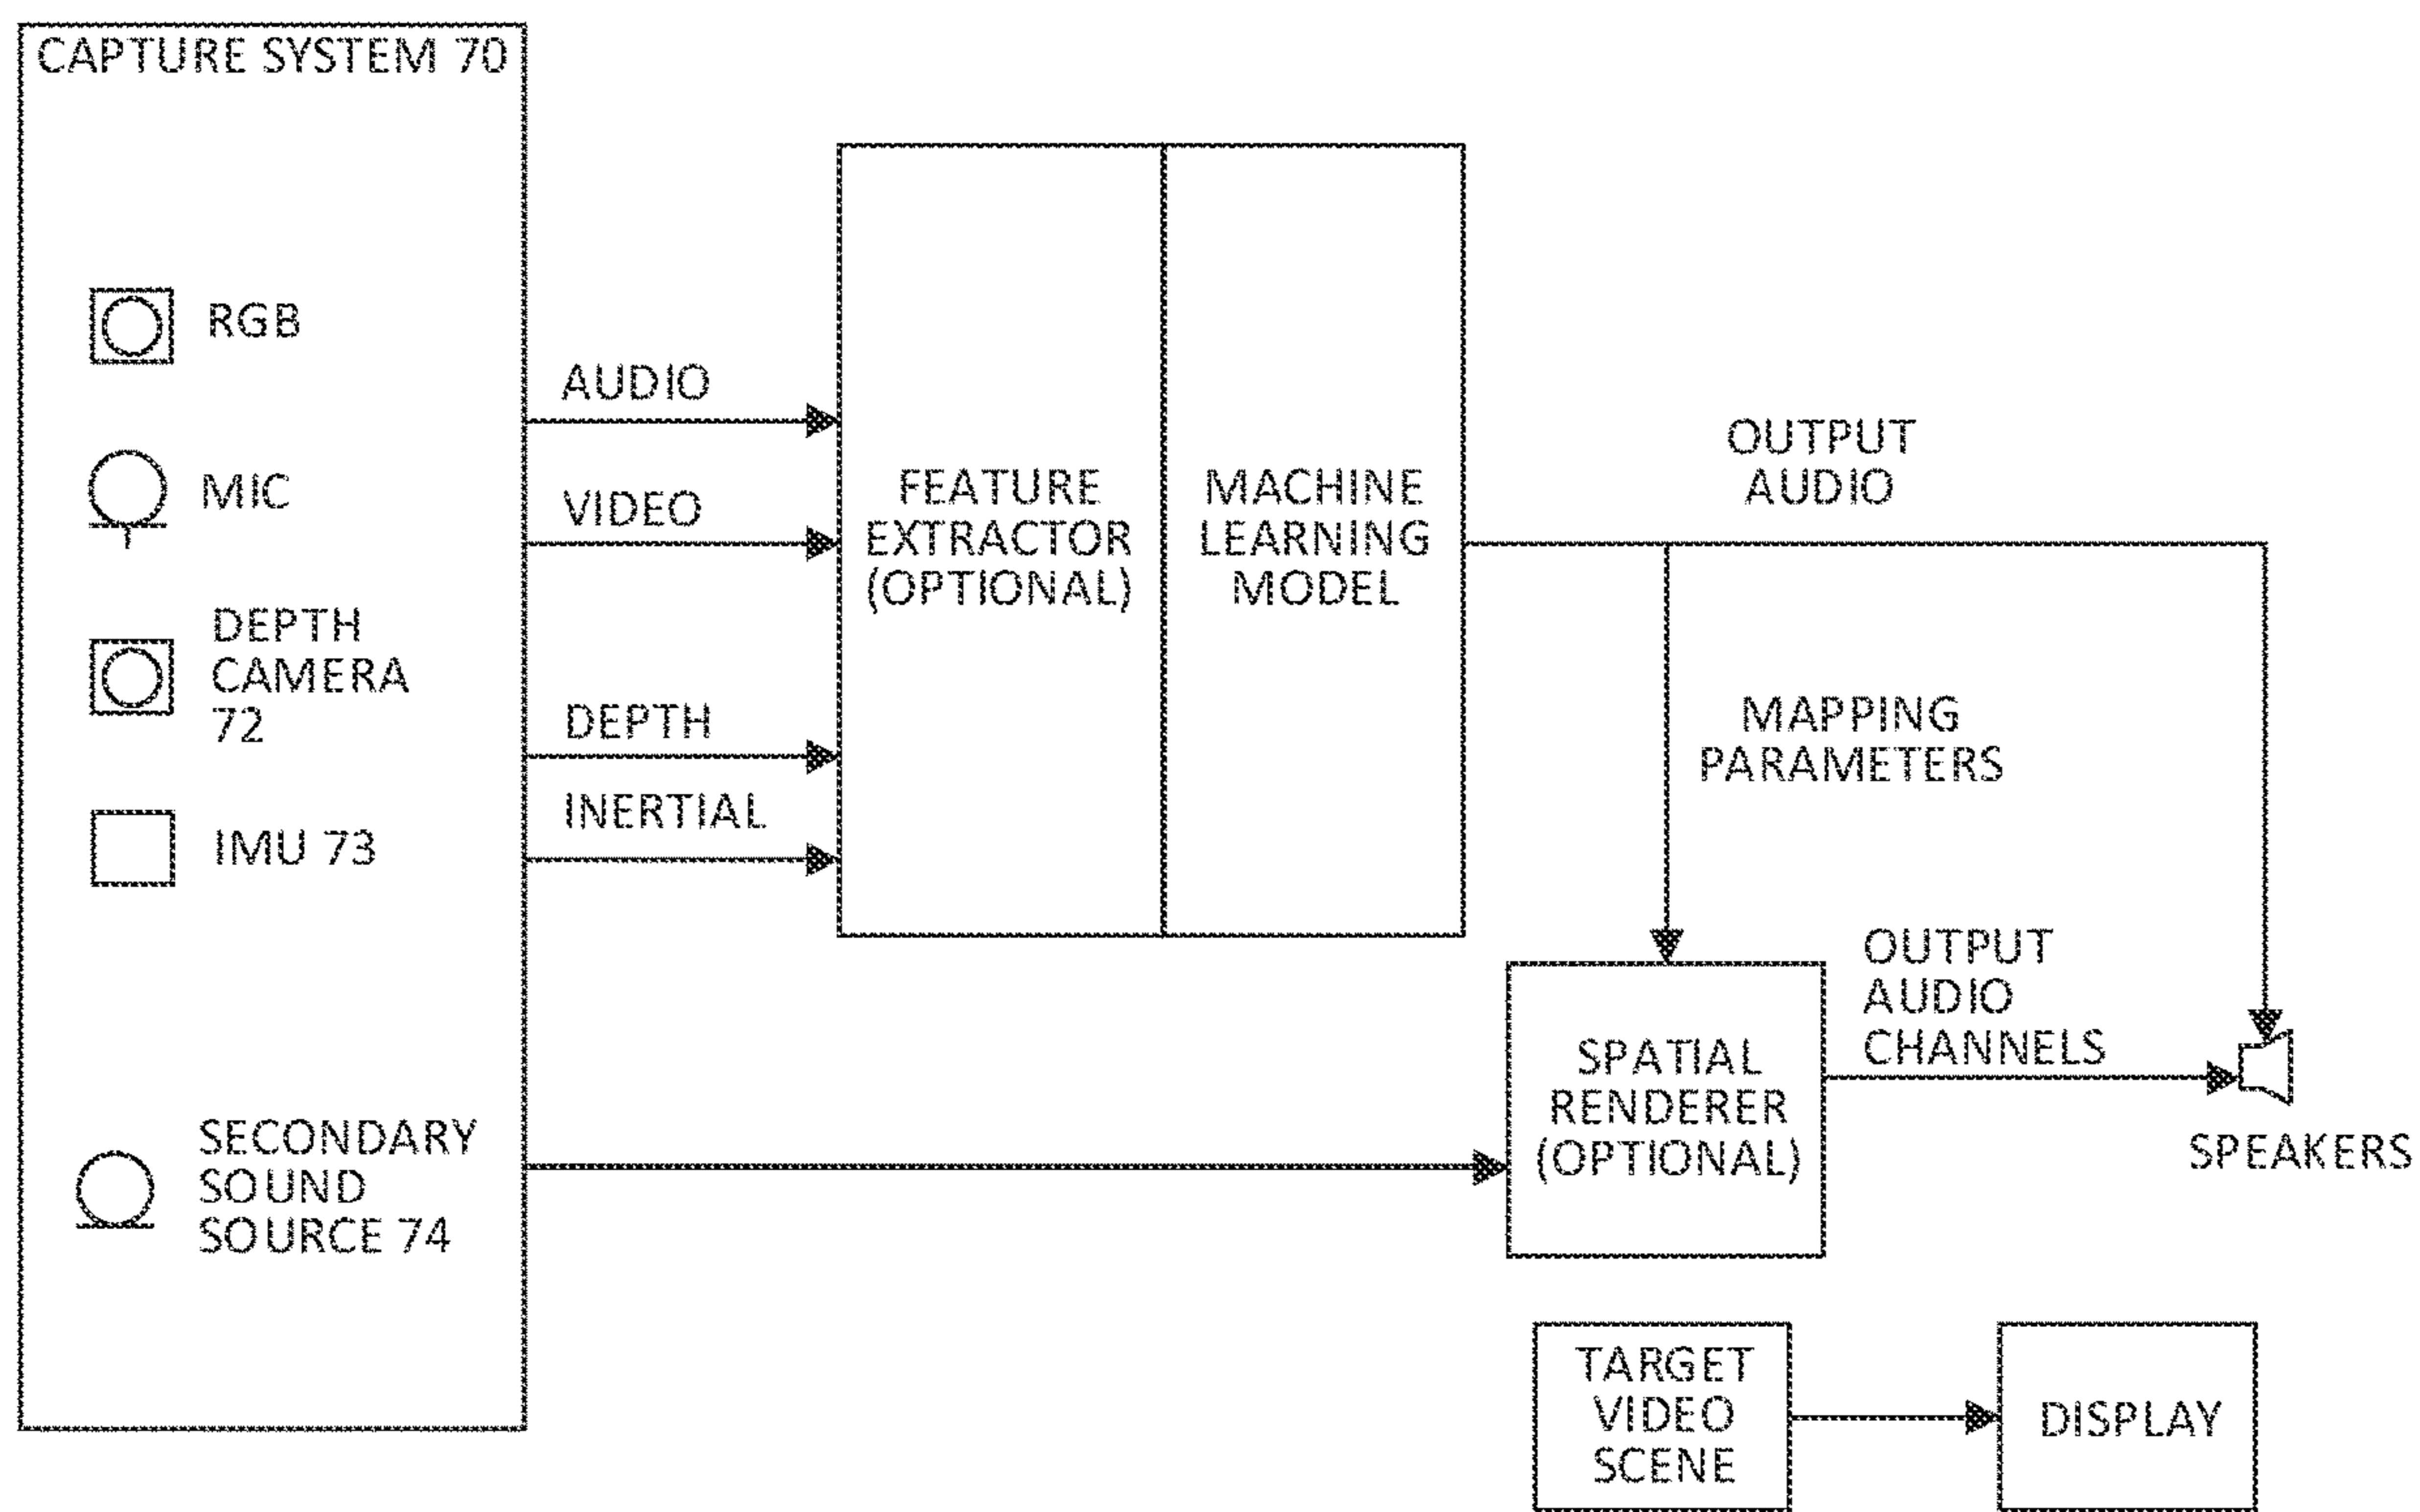 CAPTURE SYSTEM 70
RGB
MIC
DEPTH
CAMERA
72
IMU 73
SECONDARY
SOUND
SOURCE 74
AUDIO
VIDEO
DEPTH
INERTIAL
FEATURE
EXTRACTOR
(OPTIONAL)
MACHINE
LEARNING
MODEL
OUTPUT
AUDIO
MAPPING
PARAMETERS
SPATIAL
RENDERER
(OPTIONAL)
OUTPUT
AUDIO
CHANNELS
SPEAKERS
TARGET
VIDEO
SCENE
DISPLAY